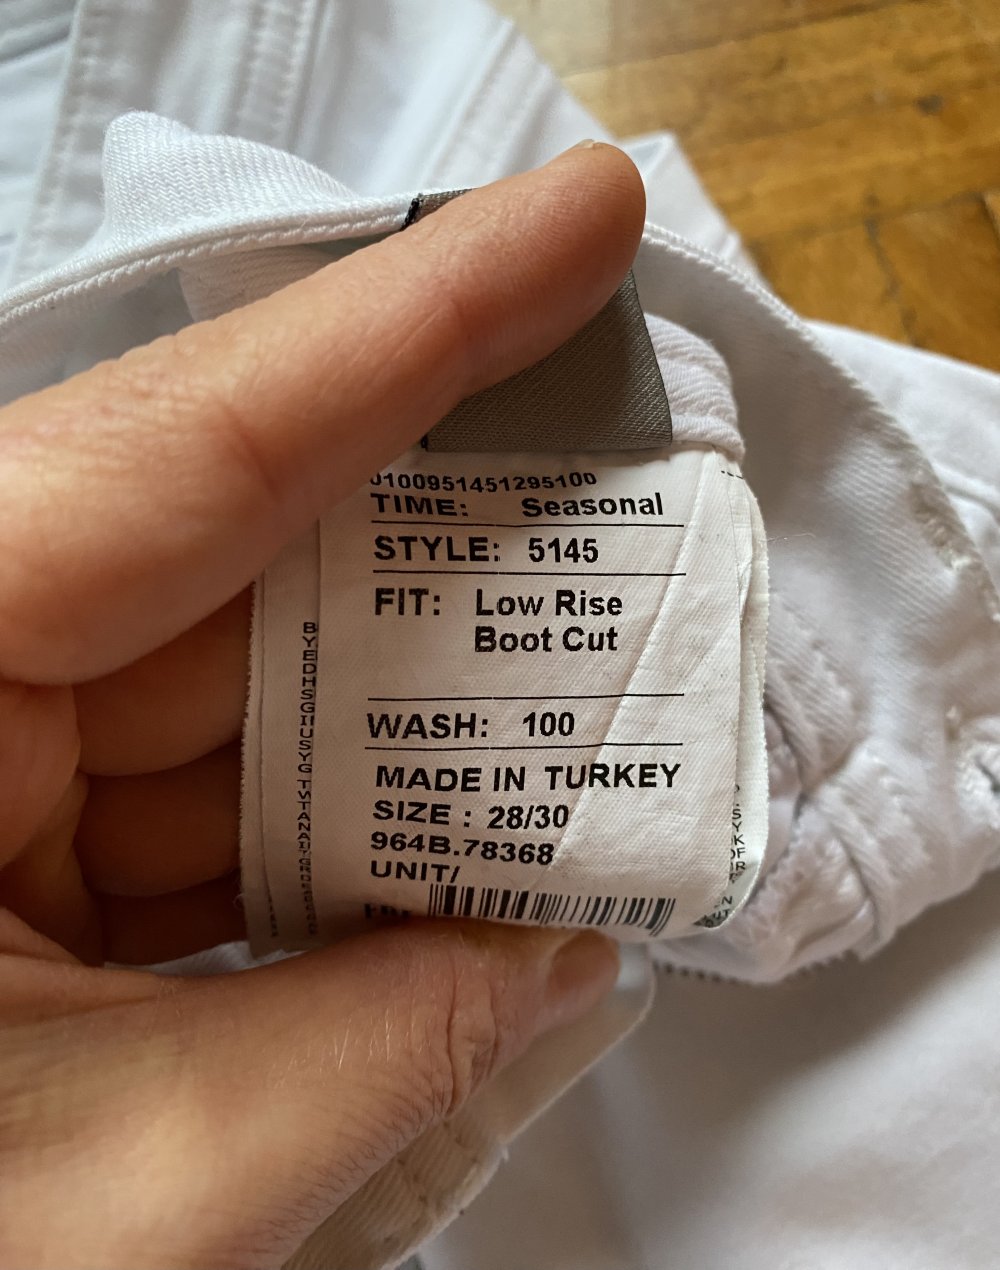 0100951451295100
TIME: Seasonal
STYLE: 5145
FIT: Low Rise
Boot Cut
WASH: 100
MADE IN TURKEY
SIZE : 28/30
964B.78368
UNIT/